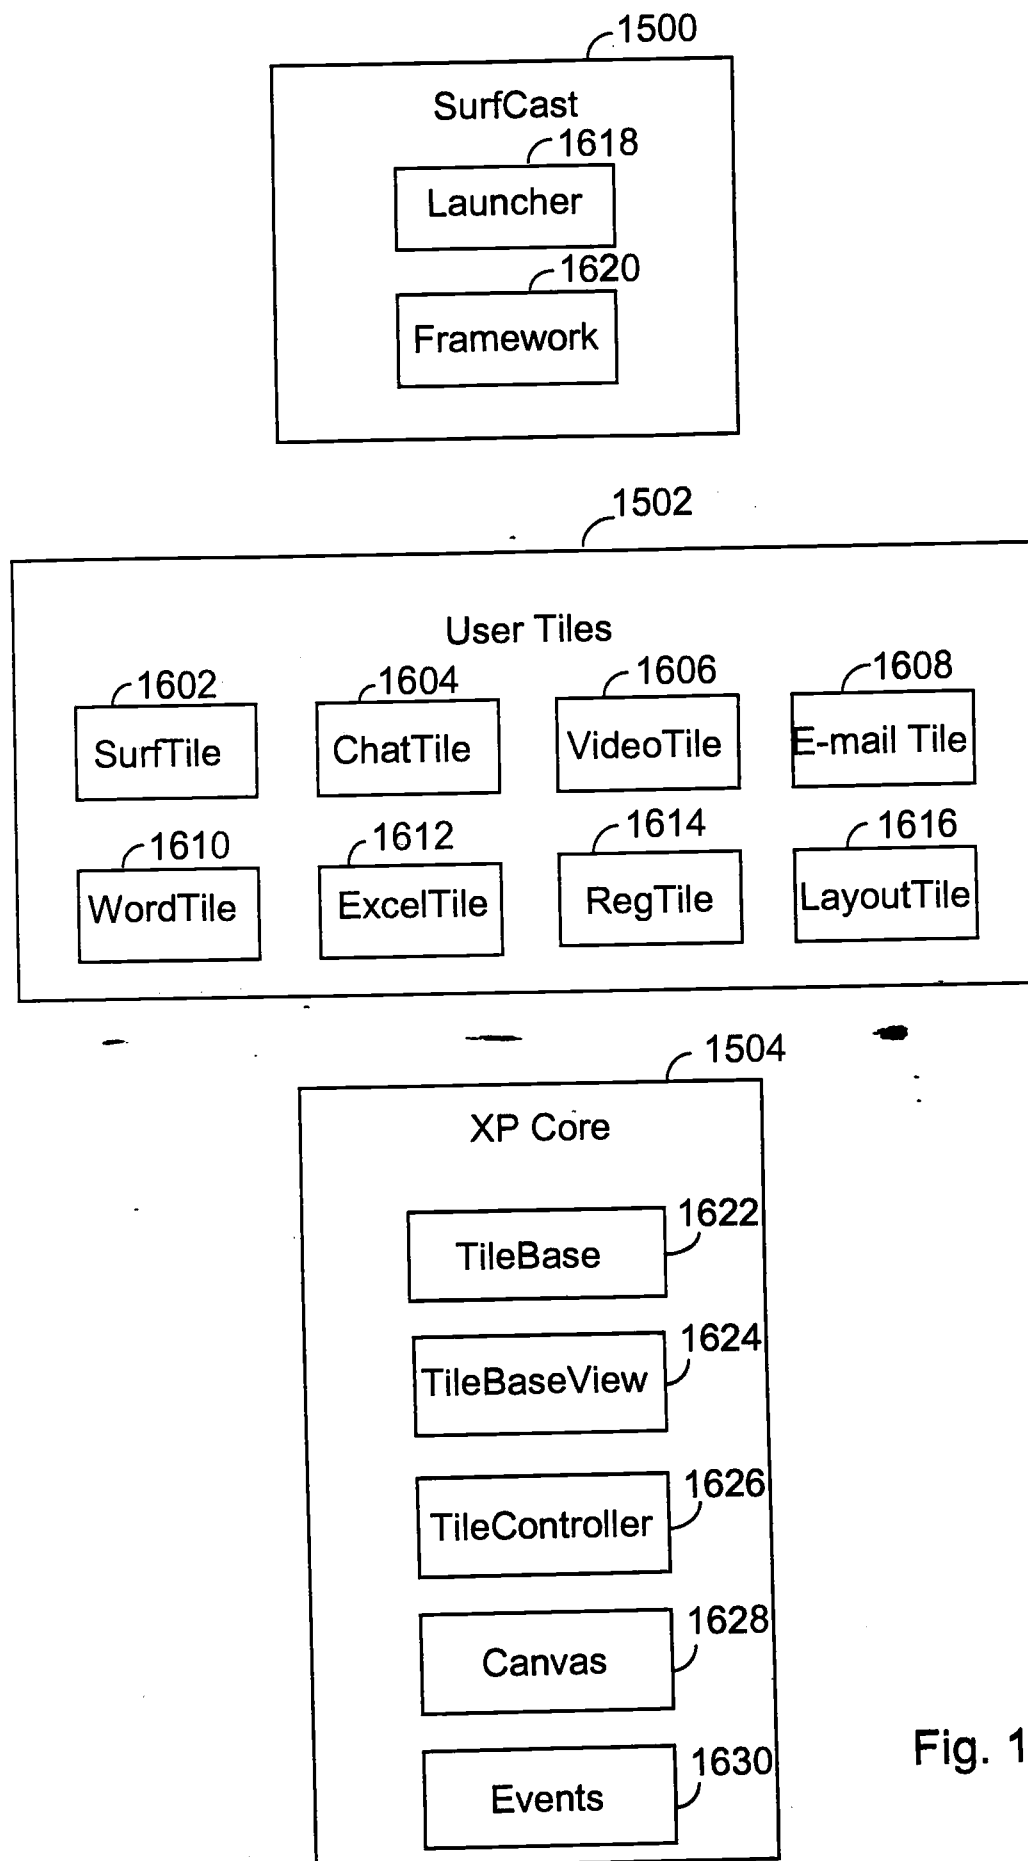 1500
SurfCast
1618
Launcher
1620
Framework
1502
User Tiles
1602 1604 1606 1608
SurfTile ChatTile VideoTile E-mail Tile
1610 1612 1614 1616
WordTile ExcelTile RegTile LayoutTile
1504
XP Core
1622
TileBase
1624
TileBaseView
1626
TileController
1628
Canvas
1630
Events
Fig. 1